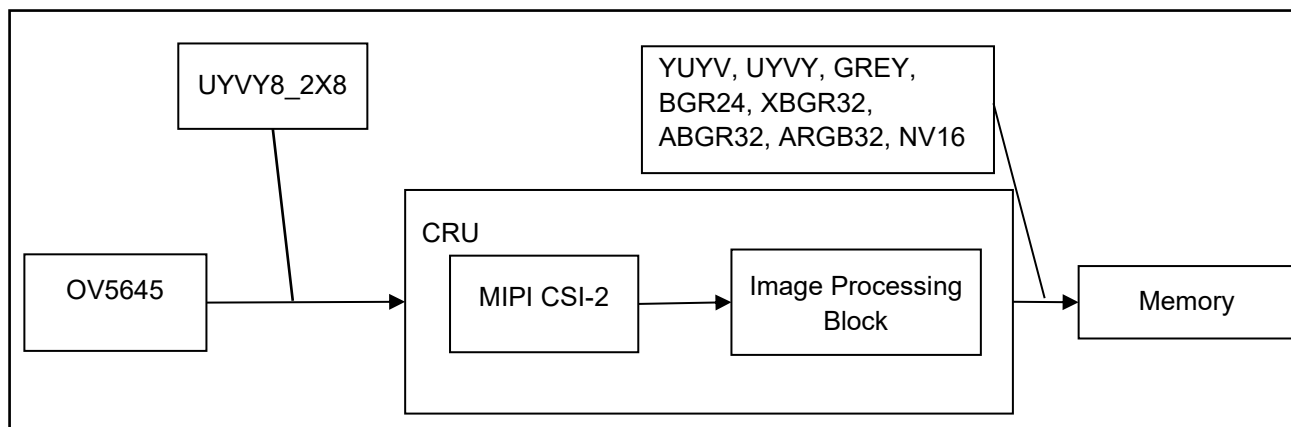 UYVY8_2X8
YUYV, UYVY, GREY,
BGR24, XBGR32,
ABGR32, ARGB32, NV16
CRU
OV5645
MIPI CSI-2
Image Processing
Block
Memory